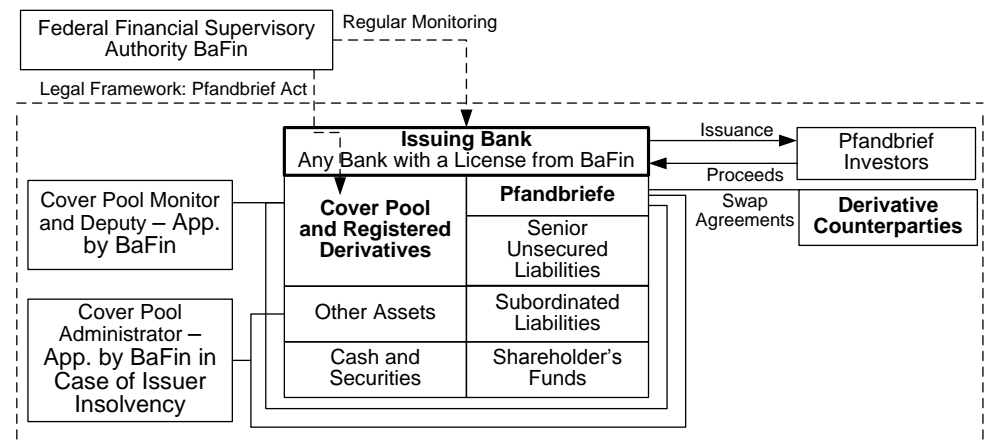 Federal Financial Supervisory
Authority BaFin
Regular Monitoring
Legal Framework: Pfandbrief Act
Issuing Bank
Any Bank with a License from BaFin
Issuance
Proceeds
Pfandbrief
Investors
Cover Pool Monitor
and Deputy – App.
by BaFin
Cover Pool
and Registered
Derivatives
Pfandbriefe
Swap
Agreements
Derivative
Counterparties
Senior
Unsecured
Liabilities
Cover Pool
Administrator –
App. by BaFin in
Case of Issuer
Insolvency
Other Assets
Subordinated
Liabilities
Cash and
Securities
Shareholder's
Funds